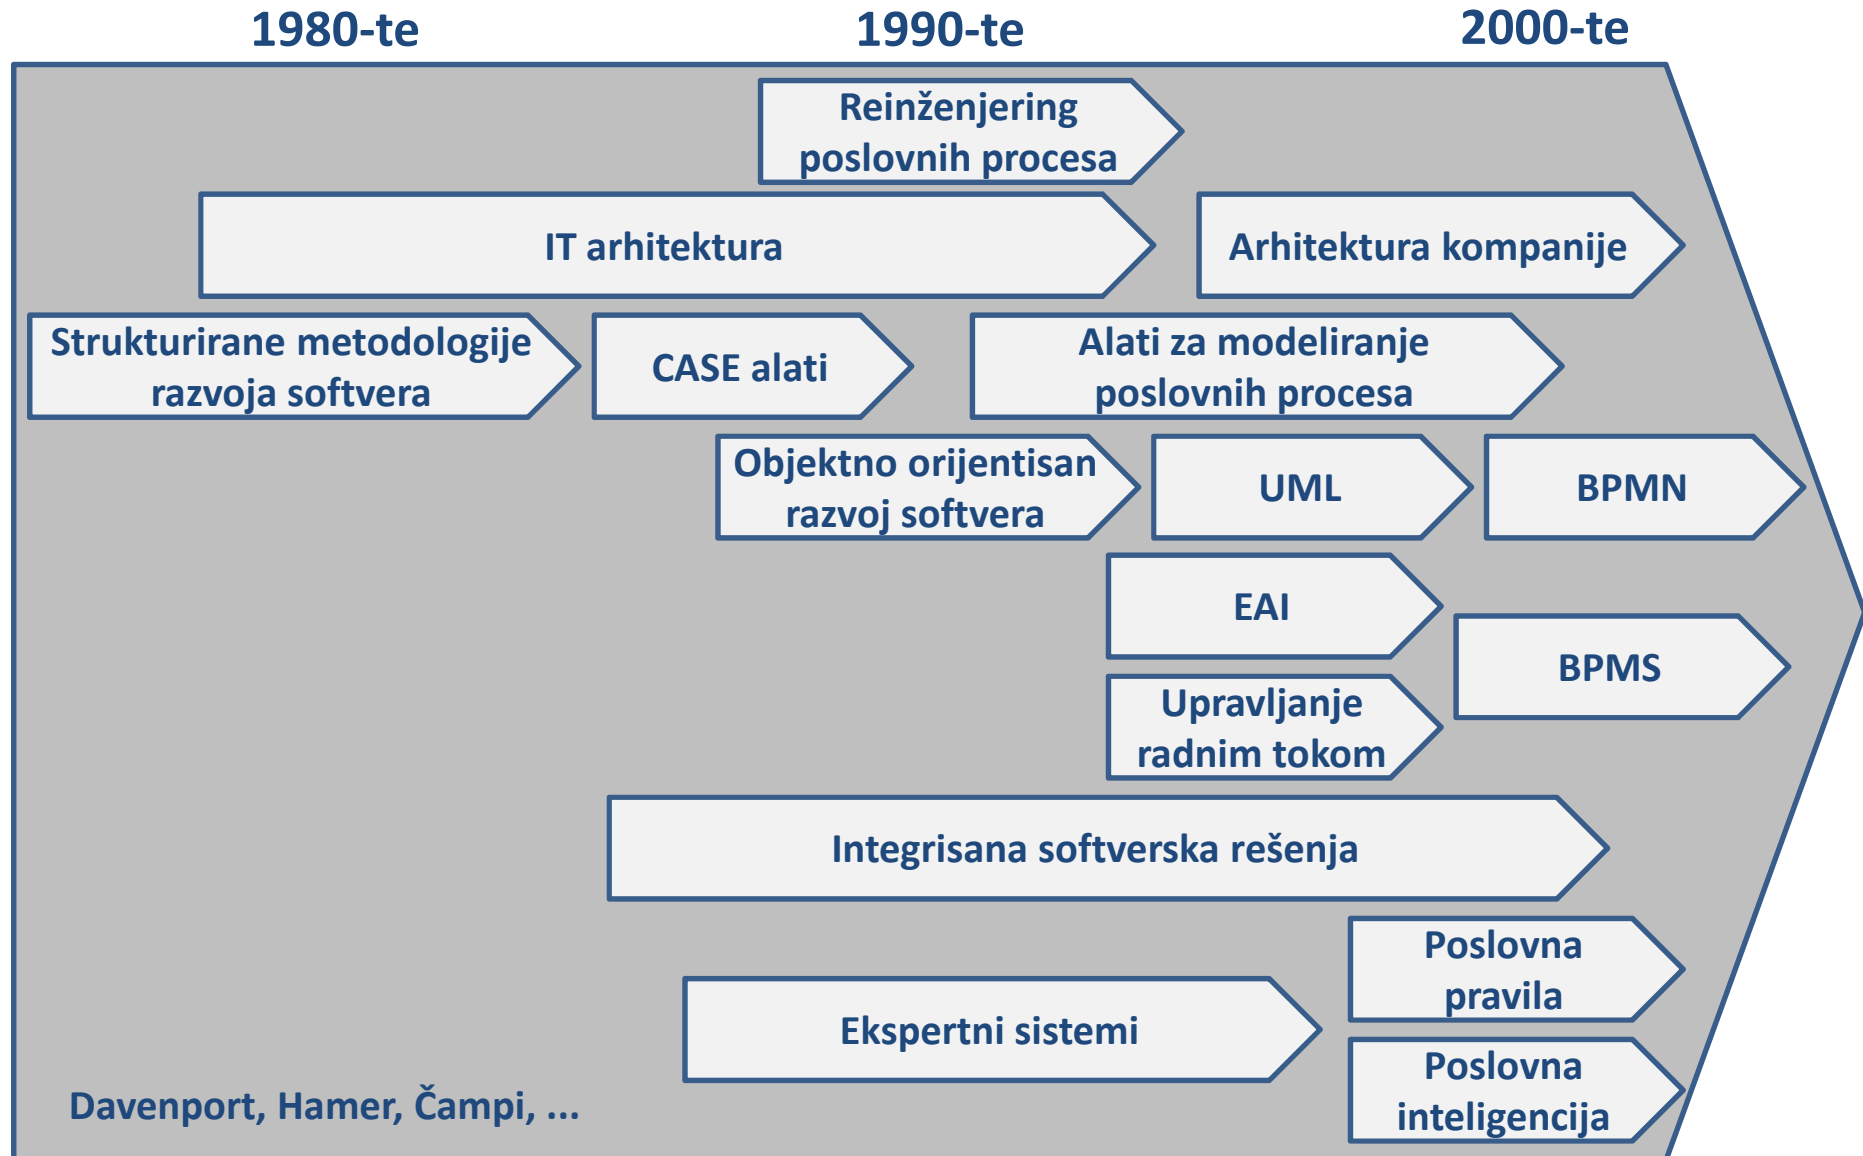 1980-te
1990-te
2000-te
Reinženjering
poslovnih procesa
IT arhitektura
Arhitektura kompanije
Strukturirane metodologije
razvoja softvera
CASE alati
Alati za modeliranje
poslovnih procesa
Objektno orijentisan
razvoj softvera
UML
BPMN
EAI
BPMS
Upravljanje
radnim tokom
Integrisana softverska rešenja
Poslovna
pravila
Ekspertni sistemi
Poslovna
inteligencija
Davenport, Hamer, Čampi, ...